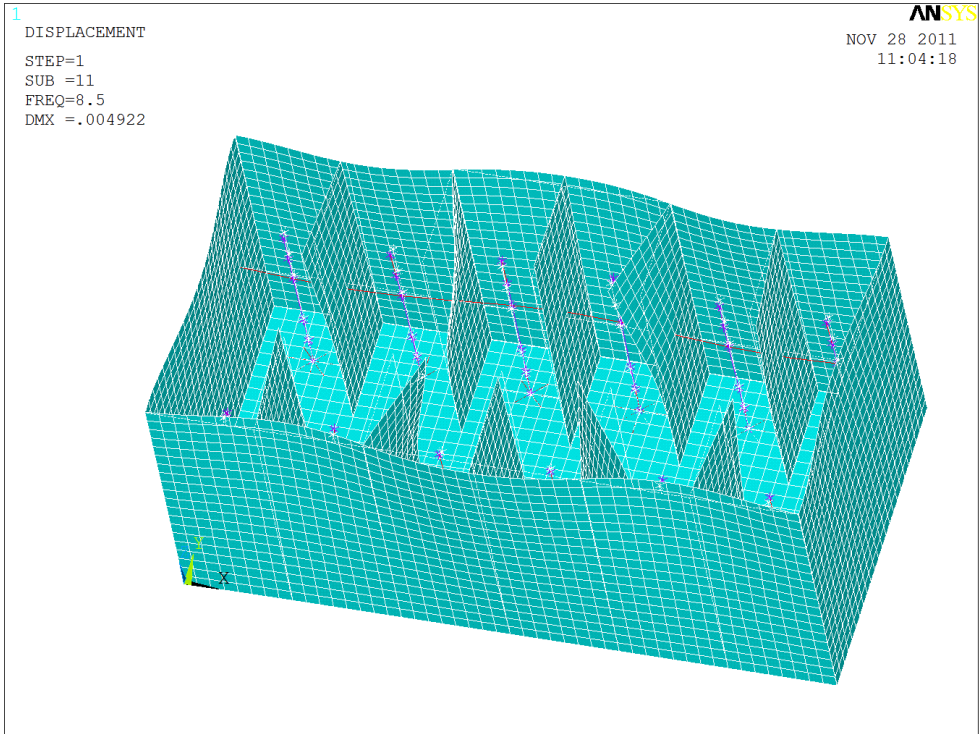 1
DISPLACEMENT
STEP=1
SUB =11
FREQ=8.5
DMX =.004922
ANSYS
NOV 28 2011
11:04:18
Y
X